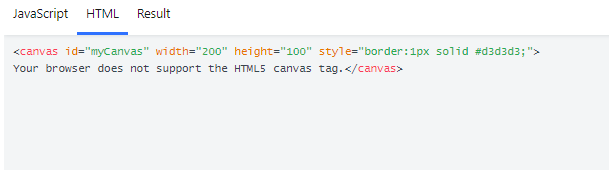 JavaScript HTML Result
<canvas id="myCanvas" width="200" height="100" style="border:1px solid #d3d3d3;">
Your browser does not support the HTML5 canvas tag.</canvas>